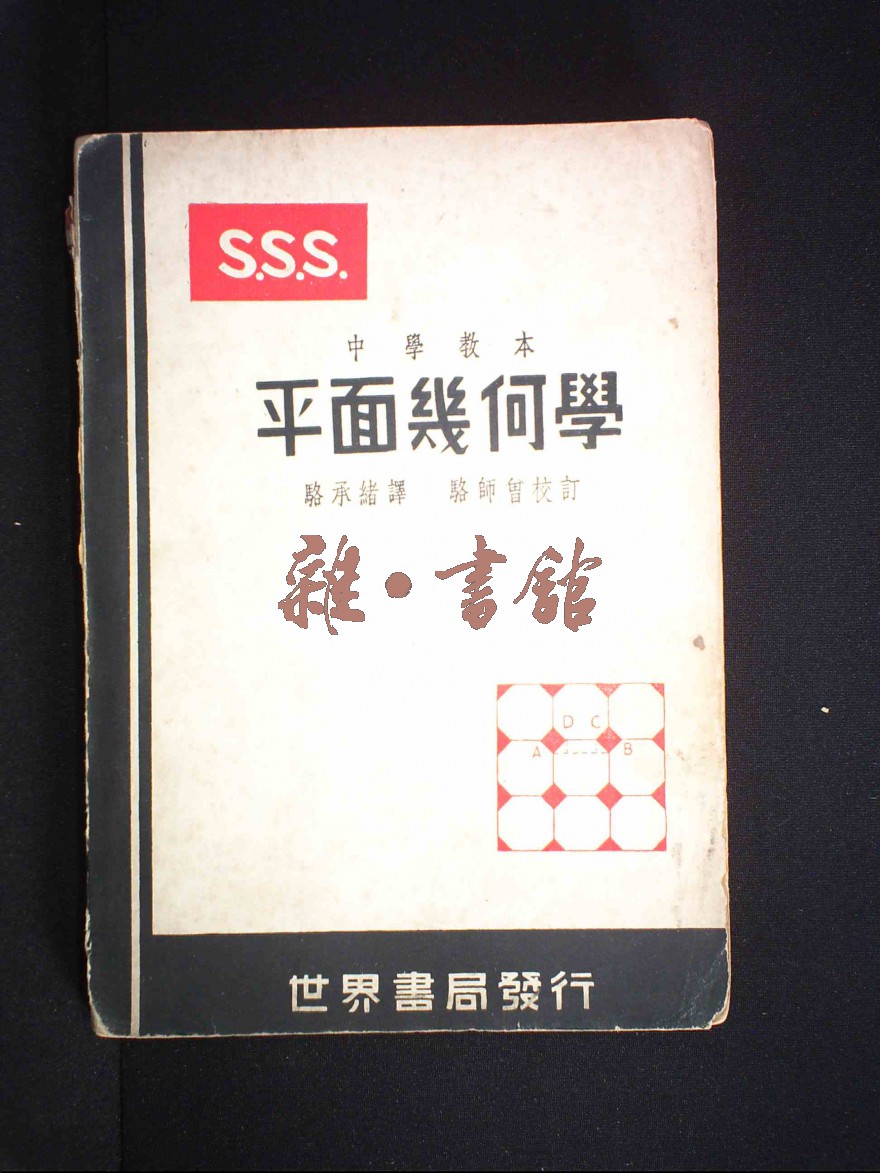 S.S.S.
中學教本
平面幾何學
駱承緒譯 駱師曾校訂
雜·書館
D C
A B
世界書局發行